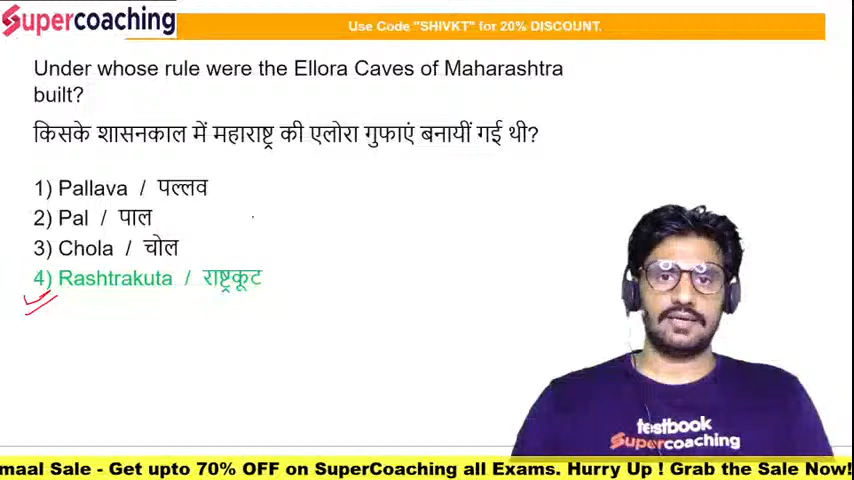 Supercoaching
Use Code "SHIVKT" for 20% DISCOUNT.
Under whose rule were the Ellora Caves of Maharashtra
built?
किसके शासनकाल में महाराष्ट्र की एलोरा गुफाएं बनायीं गई थी?
1) Pallava / पल्लव
2) Pal / पाल
3) Chola / चोल
4) Rashtrakuta / राष्ट्रकूट
testbook
Supercoaching
maal Sale - Get upto 70% OFF on SuperCoaching all Exams. Hurry Up ! Grab the Sale Now!